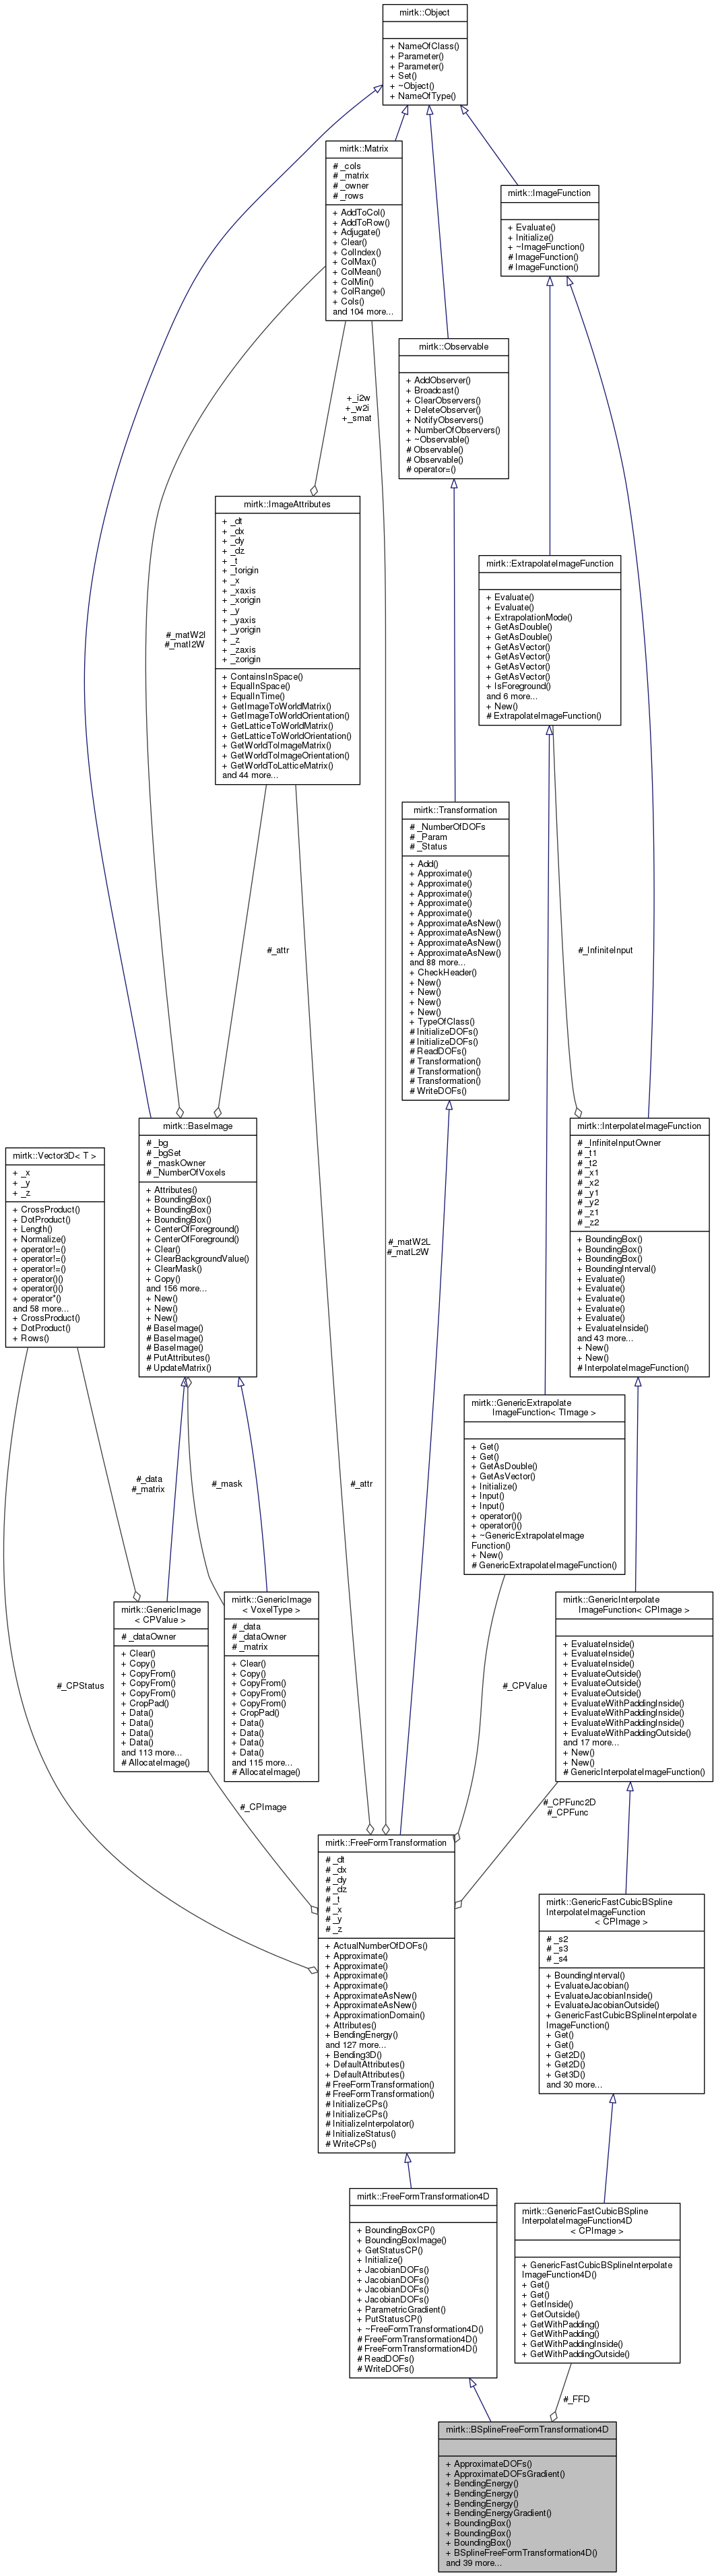 mirtk::Object
+ NameOfClass()
+ Parameter()
+ Parameter()
+ Set()
+ ~Object()
+ NameOfType()
mirtk::Matrix
# _cols
# _matrix
# _owner
# _rows
+ AddToCol()
+ AddToRow()
+ Adjugate()
+ Clear()
+ ColIndex()
+ ColMax()
+ ColMean()
+ ColMin()
+ ColRange()
+ Cols()
and 104 more...
mirtk::ImageFunction
+ Evaluate()
+ Initialize()
+ ~ImageFunction()
# ImageFunction()
# ImageFunction()
mirtk::Observable
+ AddObserver()
+ Broadcast()
+ ClearObservers()
+ DeleteObserver()
+ NotifyObservers()
+ NumberOfObservers()
+ ~Observable()
# Observable()
# Observable()
# operator=()
+_i2w
+_w2i
+_smat
mirtk::ImageAttributes
+ _dt
+ _dx
+ _dy
+ _dz
+ _t
+ _torigin
+ _x
+ _xaxis
+ _xorigin
+ _y
+ _yaxis
+ _yorigin
+ _z
+ _zaxis
+ _zorigin
+ ContainsInSpace()
+ EqualInSpace()
+ EqualInTime()
+ GetImageToWorldMatrix()
+ GetImageToWorldOrientation()
+ GetLatticeToWorldMatrix()
+ GetLatticeToWorldOrientation()
+ GetWorldToImageMatrix()
+ GetWorldToImageOrientation()
+ GetWorldToLatticeMatrix()
and 44 more...
mirtk::ExtrapolateImageFunction
+ Evaluate()
+ Evaluate()
+ ExtrapolationMode()
+ GetAsDouble()
+ GetAsDouble()
+ GetAsVector()
+ GetAsVector()
+ GetAsVector()
+ GetAsVector()
+ IsForeground()
and 6 more...
+ New()
# ExtrapolateImageFunction()
#_matW2I
#_matI2W
mirtk::Transformation
# _NumberOfDOFs
# _Param
# _Status
+ Add()
+ Approximate()
+ Approximate()
+ Approximate()
+ Approximate()
+ Approximate()
+ ApproximateAsNew()
+ ApproximateAsNew()
+ ApproximateAsNew()
+ ApproximateAsNew()
and 88 more...
+ CheckHeader()
+ New()
+ New()
+ New()
+ New()
+ TypeOfClass()
# InitializeDOFs()
# InitializeDOFs()
# ReadDOFs()
# Transformation()
# Transformation()
# Transformation()
# WriteDOFs()
#_attr
#_InfiniteInput
mirtk::BaseImage
# _bg
# _bgSet
# _maskOwner
# _NumberOfVoxels
+ Attributes()
+ BoundingBox()
+ BoundingBox()
+ BoundingBox()
+ CenterOfForeground()
+ CenterOfForeground()
+ Clear()
+ ClearBackgroundValue()
+ ClearMask()
+ Copy()
and 156 more...
+ New()
+ New()
+ New()
# BaseImage()
# BaseImage()
# BaseImage()
# PutAttributes()
# UpdateMatrix()
mirtk::InterpolateImageFunction
# _InfiniteInputOwner
# _t1
# _t2
# _x1
# _x2
# _y1
# _y2
# _z1
# _z2
+ BoundingBox()
+ BoundingBox()
+ BoundingBox()
+ BoundingInterval()
+ Evaluate()
+ Evaluate()
+ Evaluate()
+ Evaluate()
+ Evaluate()
+ EvaluateInside()
and 43 more...
+ New()
+ New()
# InterpolateImageFunction()
mirtk::Vector3D< T >
+ _x
+ _y
+ _z
+ CrossProduct()
+ DotProduct()
+ Length()
+ Normalize()
+ operator!=()
+ operator!=()
+ operator!=()
+ operator()()
+ operator()()
+ operator*()
and 58 more...
+ CrossProduct()
+ DotProduct()
+ Rows()
#_matW2L
#_matL2W
mirtk::GenericExtrapolate
ImageFunction< TImage >
+ Get()
+ Get()
+ GetAsDouble()
+ GetAsVector()
+ Initialize()
+ Input()
+ Input()
+ operator()()
+ operator()()
+ ~GenericExtrapolateImage
Function()
+ New()
# GenericExtrapolateImageFunction()
#_data
#_matrix
#_mask
#_attr
mirtk::GenericImage
< CPValue >
# _dataOwner
+ Clear()
+ Copy()
+ CopyFrom()
+ CopyFrom()
+ CopyFrom()
+ CropPad()
+ Data()
+ Data()
+ Data()
+ Data()
and 113 more...
# AllocateImage()
mirtk::GenericImage
< VoxelType >
# _data
# _dataOwner
# _matrix
+ Clear()
+ Copy()
+ CopyFrom()
+ CopyFrom()
+ CopyFrom()
+ CropPad()
+ Data()
+ Data()
+ Data()
+ Data()
and 115 more...
# AllocateImage()
mirtk::GenericInterpolate
ImageFunction< CPImage >
+ EvaluateInside()
+ EvaluateInside()
+ EvaluateInside()
+ EvaluateOutside()
+ EvaluateOutside()
+ EvaluateOutside()
+ EvaluateWithPaddingInside()
+ EvaluateWithPaddingInside()
+ EvaluateWithPaddingInside()
+ EvaluateWithPaddingOutside()
and 17 more...
+ New()
+ New()
# GenericInterpolateImageFunction()
#_CPStatus
#_CPValue
#_CPImage
#_CPFunc2D
#_CPFunc
mirtk::FreeFormTransformation
# _dt
# _dx
# _dy
# _dz
# _t
# _x
# _y
# _z
+ ActualNumberOfDOFs()
+ Approximate()
+ Approximate()
+ Approximate()
+ Approximate()
+ ApproximateAsNew()
+ ApproximateAsNew()
+ ApproximationDomain()
+ Attributes()
+ BendingEnergy()
and 127 more...
+ Bending3D()
+ DefaultAttributes()
+ DefaultAttributes()
# FreeFormTransformation()
# FreeFormTransformation()
# InitializeCPs()
# InitializeCPs()
# InitializeInterpolator()
# InitializeStatus()
# WriteCPs()
mirtk::GenericFastCubicBSpline
InterpolateImageFunction
< CPImage >
# _s2
# _s3
# _s4
+ BoundingInterval()
+ EvaluateJacobian()
+ EvaluateJacobianInside()
+ EvaluateJacobianOutside()
+ GenericFastCubicBSplineInterpolate
ImageFunction()
+ Get()
+ Get()
+ Get2D()
+ Get2D()
+ Get3D()
and 30 more...
mirtk::FreeFormTransformation4D
+ BoundingBoxCP()
+ BoundingBoxImage()
+ GetStatusCP()
+ Initialize()
+ JacobianDOFs()
+ JacobianDOFs()
+ JacobianDOFs()
+ JacobianDOFs()
+ ParametricGradient()
+ PutStatusCP()
+ ~FreeFormTransformation4D()
# FreeFormTransformation4D()
# FreeFormTransformation4D()
# ReadDOFs()
# WriteDOFs()
mirtk::GenericFastCubicBSpline
InterpolateImageFunction4D
< CPImage >
+ GenericFastCubicBSplineInterpolate
ImageFunction4D()
+ Get()
+ Get()
+ GetInside()
+ GetOutside()
+ GetWithPadding()
+ GetWithPadding()
+ GetWithPaddingInside()
+ GetWithPaddingOutside()
#_FFD
mirtk::BSplineFreeFormTransformation4D
+ ApproximateDOFs()
+ ApproximateDOFsGradient()
+ BendingEnergy()
+ BendingEnergy()
+ BendingEnergy()
+ BendingEnergyGradient()
+ BoundingBox()
+ BoundingBox()
+ BoundingBox()
+ BSplineFreeFormTransformation4D()
and 39 more...